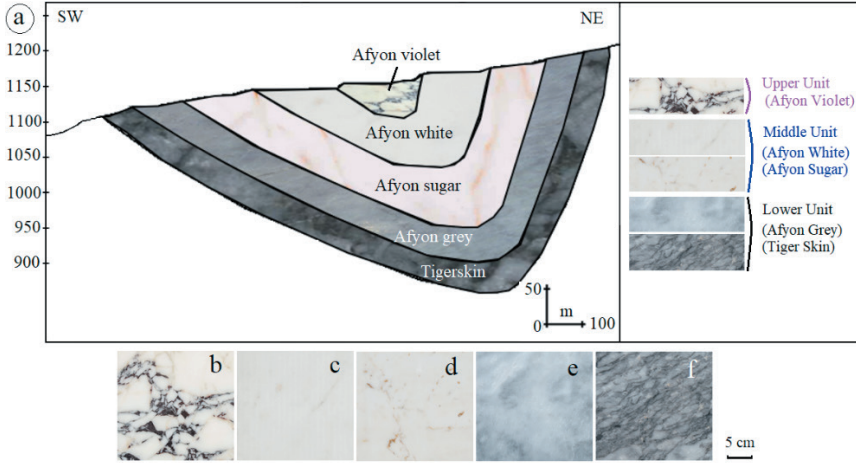 a
SW
NE
1200
1150
1100
1050
1000
950
900
Afyon violet
Afyon white
Afyon sugar
Afyon grey
Tigerskin
50
m
0
100
Upper Unit
(Afyon Violet)
Middle Unit
(Afyon White)
(Afyon Sugar)
Lower Unit
(Afyon Grey)
(Tiger Skin)
b
c
d
e
f
5 cm